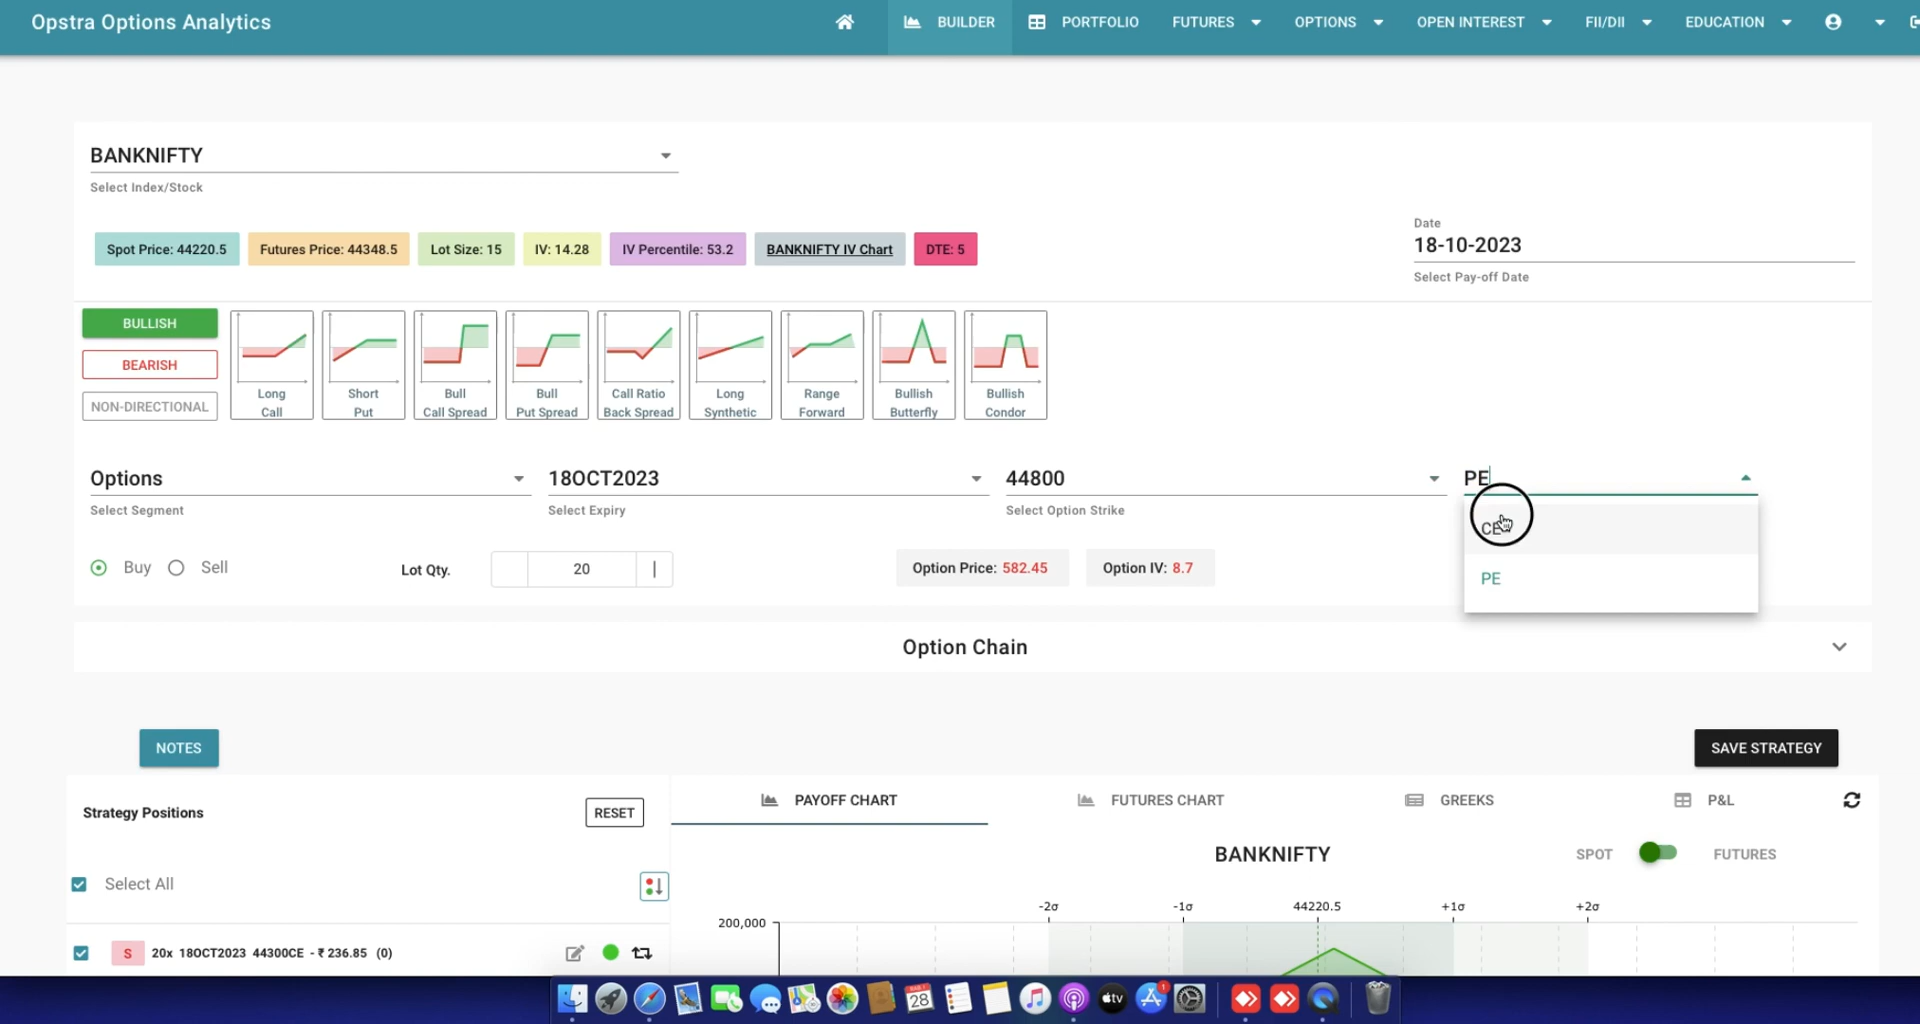 Opstra Options Analytics
BUILDER
PORTFOLIO
FUTURES
OPTIONS
OPEN INTEREST
FII/DII
EDUCATION
BANKNIFTY
Select Index/Stock
Spot Price: 44220.5
Futures Price: 44348.5
Lot Size: 15
IV: 14.28
IV Percentile: 53.2
BANKNIFTY IV Chart
DTE: 5
Date
18-10-2023
Select Pay-off Date
BULLISH
BEARISH
NON-DIRECTIONAL
Long
Call
Short
Put
Bull
Call Spread
Bull
Put Spread
Call Ratio
Back Spread
Long
Synthetic
Range
Forward
Bullish
Butterfly
Bullish
Condor
Options
Select Segment
18OCT2023
Select Expiry
44800
Select Option Strike
PE
CE
PE
Buy
Sell
Lot Qty.
20
Option Price: 582.45
Option IV: 8.7
Option Chain
NOTES
SAVE STRATEGY
Strategy Positions
RESET
PAYOFF CHART
FUTURES CHART
GREEKS
P&L
BANKNIFTY
SPOT
FUTURES
Select All
-2σ
-1σ
44220.5
+1σ
+2σ
200,000
S
20x 18OCT2023 44300CE - ₹ 236.85 (0)
28
tv
1